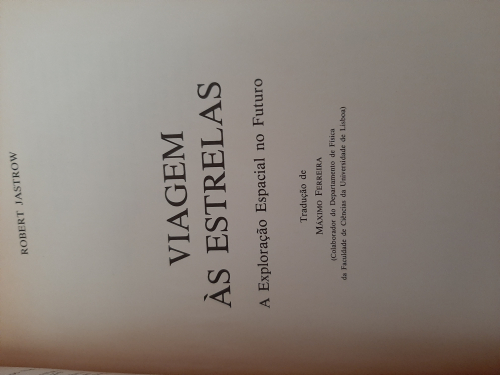 ROBERT JASTROW
VIAGEM
ÀS ESTRELAS
A Exploração Espacial no Futuro
Tradução de
MÁXIMO FERREIRA
(Colaborador do Departamento de Física
da Faculdade de Ciências da Universidade de Lisboa)